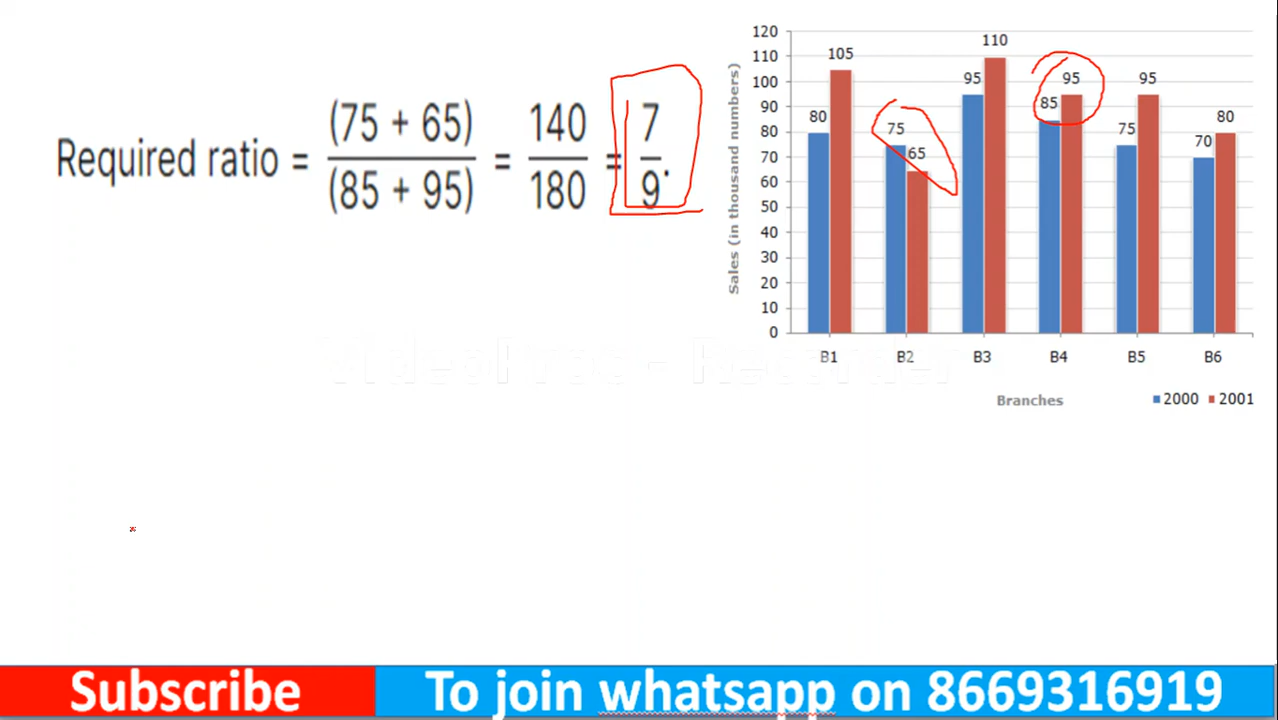 Required ratio = (75 + 65) / (85 + 95) = 140 / 180 = 7 / 9.
120
110
100
90
80
70
60
50
40
30
20
10
0
Sales (in thousand numbers)
80 105
75 65
95 110
85 95
75 95
70 80
B1 B2 B3 B4 B5 B6
Branches
2000 2001
VideoProc - Recorder
Subscribe
To join whatsapp on 8669316919